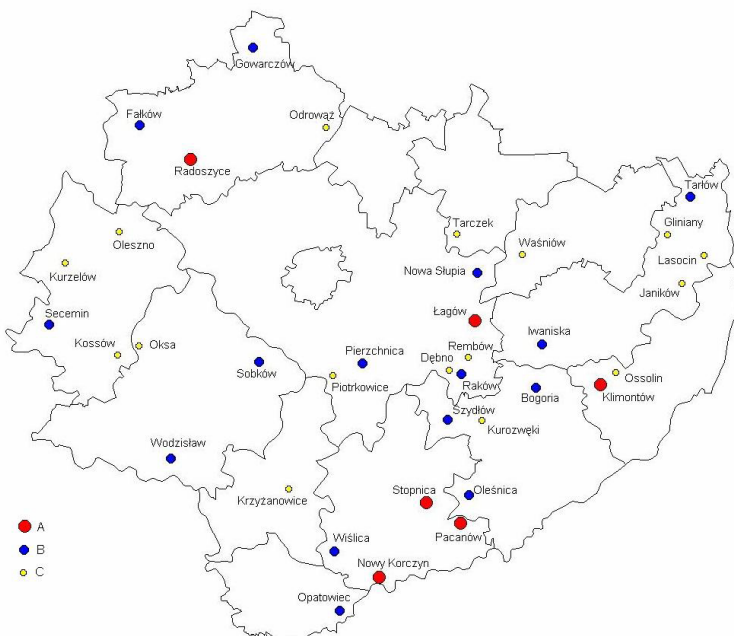 Gowarczów
Fałków
Odrowąż
Radoszyce
Tarłów
Tarczek
Gliniany
Oleszno
Waśniów
Lasocin
Kurzelów
Nowa Słupia
Janików
Łagów
Secemin
Iwaniska
Kossów
Oksa
Rembów
Pierzchnica
Dębno
Sobków
Piotrkowice
Raków
Ossolin
Bogoria
Klimontów
Szydłów
Kurozwęki
Wodzisław
Stopnica
Oleśnica
Krzyżanowice
A
Pacanów
Wiślica
B
Nowy Korczyn
C
Opatowiec